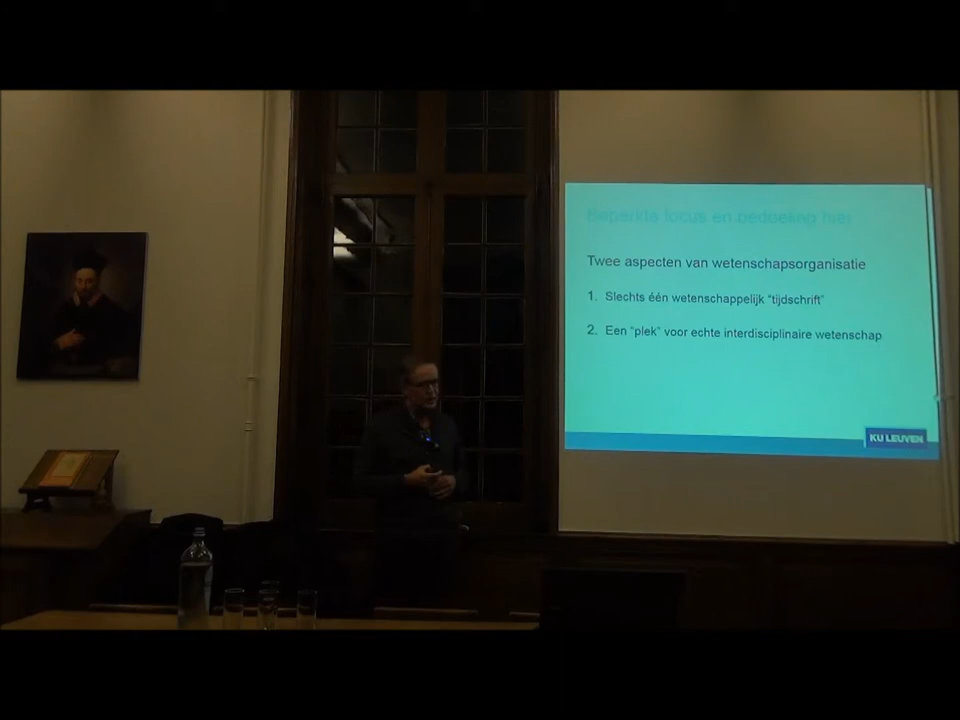 Beperkte focus en bedoeling hier
Twee aspecten van wetenschapsorganisatie
1. Slechts één wetenschappelijk "tijdschrift"
2. Een "plek" voor echte interdisciplinaire wetenschap
KU LEUVEN